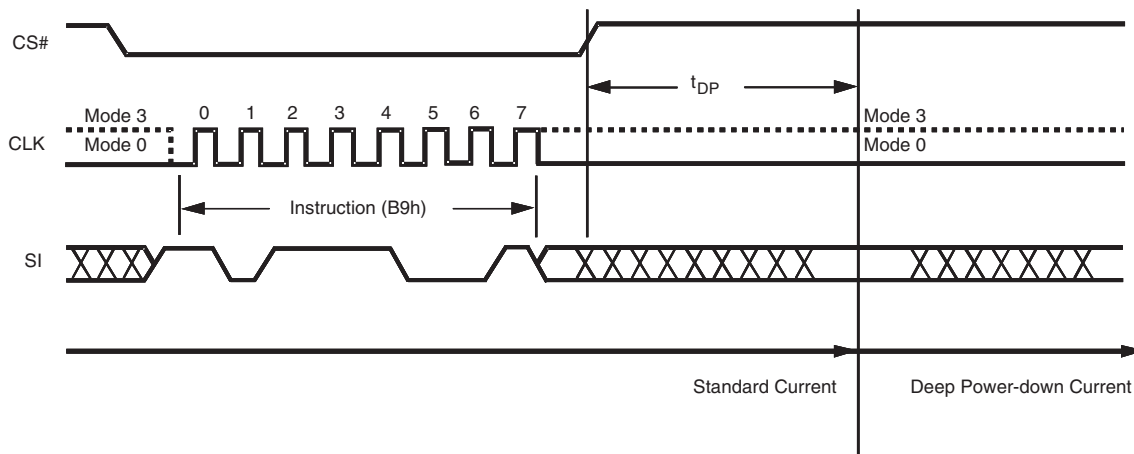 CS#
t_DP
0 1 2 3 4 5 6 7
Mode 3
Mode 3
CLK
Mode 0
Mode 0
Instruction (B9h)
SI
Standard Current
Deep Power-down Current